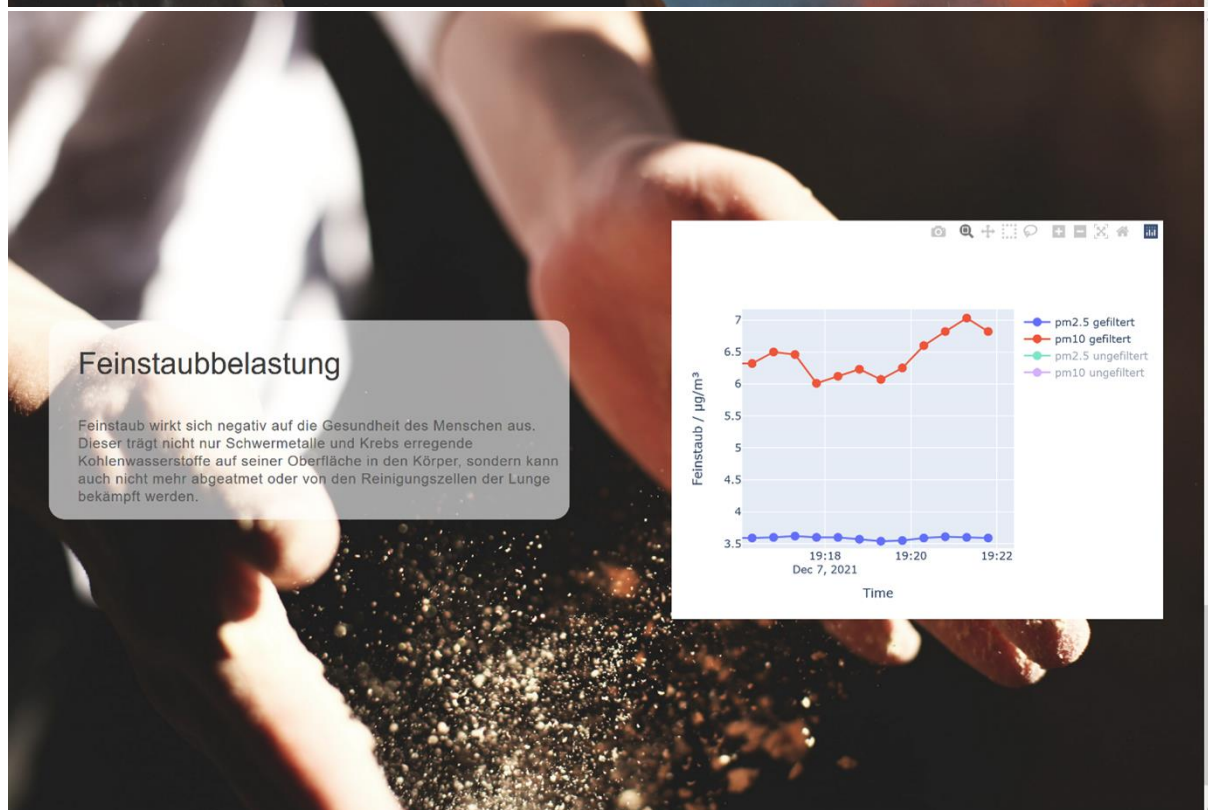 Feinstaubbelastung
Feinstaub wirkt sich negativ auf die Gesundheit des Menschen aus.
Dieser trägt nicht nur Schwermetalle und Krebs erregende
Kohlenwasserstoffe auf seiner Oberfläche in den Körper, sondern kann
auch nicht mehr abgeatmet oder von den Reinigungszellen der Lunge
bekämpft werden.
7
6.5
6
5.5
5
4.5
4
3.5
Feinstaub / µg/m³
19:18
19:20
19:22
Dec 7, 2021
Time
pm2.5 gefiltert
pm10 gefiltert
pm2.5 ungefiltert
pm10 ungefiltert